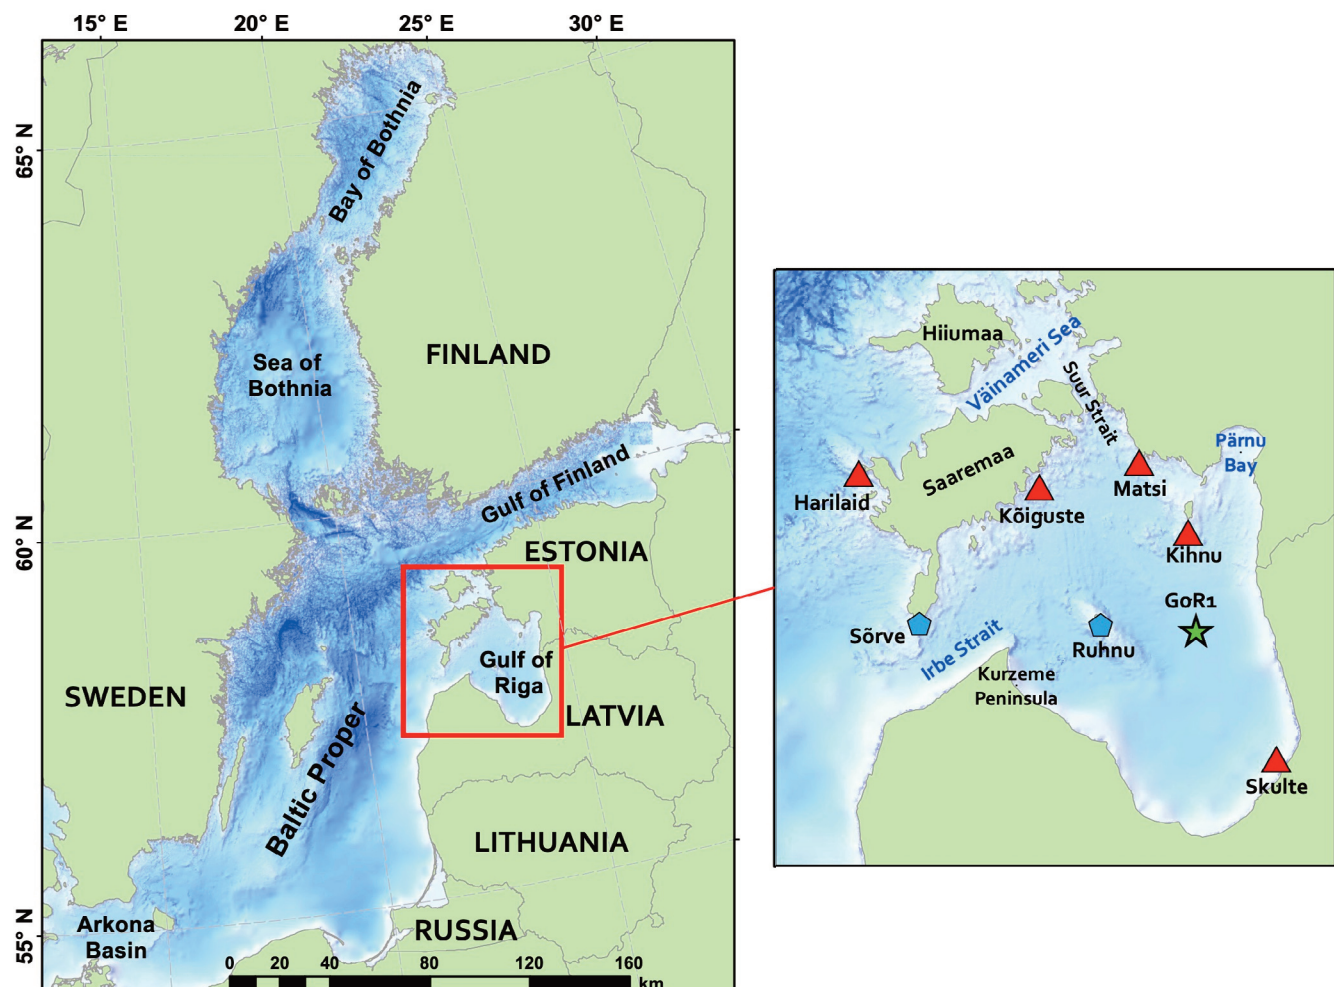 15° E 20° E 25° E 30° E
65° N
60° N
55° N
Bay of Bothnia
Sea of
Bothnia
FINLAND
Gulf of Finland
ESTONIA
Gulf of
Riga
SWEDEN
LATVIA
Baltic Proper
LITHUANIA
Arkona
Basin
RUSSIA
0 20 40 80 120 160
km
Hiiumaa
Väinameri Sea
Suur Strait
Pärnu
Bay
Saaremaa
Harilaid
Kõiguste
Matsi
Kihnu
GoR1
Sõrve
Irbe Strait
Ruhnu
Kurzeme
Peninsula
Skulte